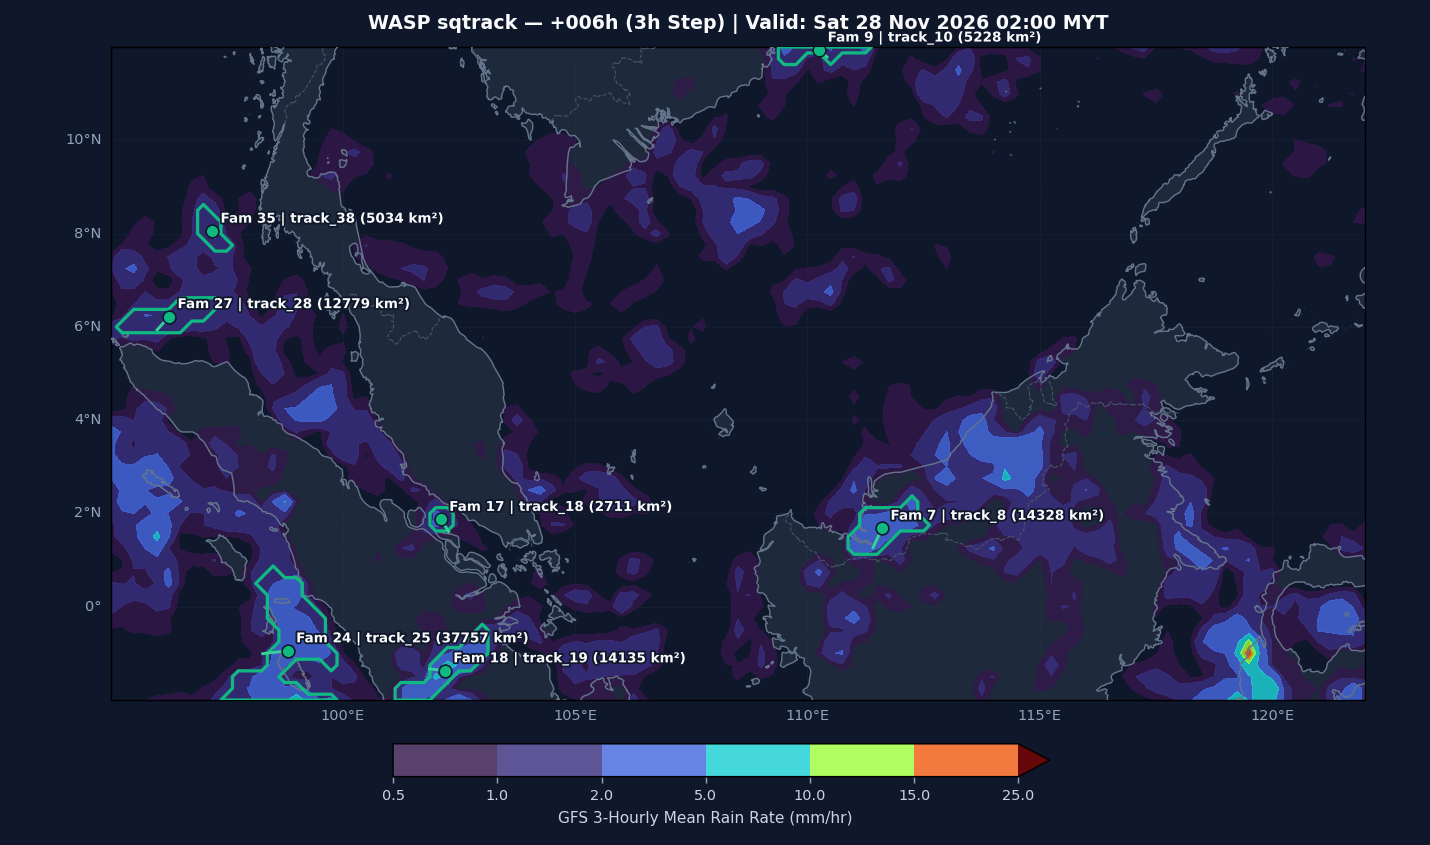 WASP sqtrack — +006h (3h Step) | Valid: Sat 28 Nov 2026 02:00 MYT
Fam 9 | track_10 (5228 km²)
10°N
Fam 35 | track_38 (5034 km²)
8°N
Fam 27 | track_28 (12779 km²)
6°N
4°N
Fam 17 | track_18 (2711 km²)
2°N
Fam 7 | track_8 (14328 km²)
0°
Fam 24 | track_25 (37757 km²)
Fam 18 | track_19 (14135 km²)
100°E 105°E 110°E 115°E 120°E
0.5 1.0 2.0 5.0 10.0 15.0 25.0
GFS 3-Hourly Mean Rain Rate (mm/hr)